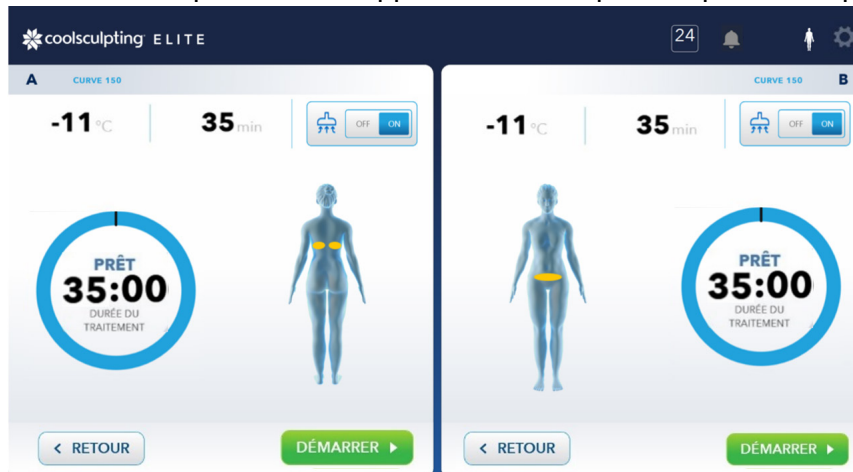 coolsculpting ELITE
24
A
CURVE 150
-11 °C
35 min
OFF ON
PRÊT
35:00
DURÉE DU
TRAITEMENT
< RETOUR
DÉMARRER
CURVE 150
B
-11 °C
35 min
OFF ON
PRÊT
35:00
DURÉE DU
TRAITEMENT
< RETOUR
DÉMARRER